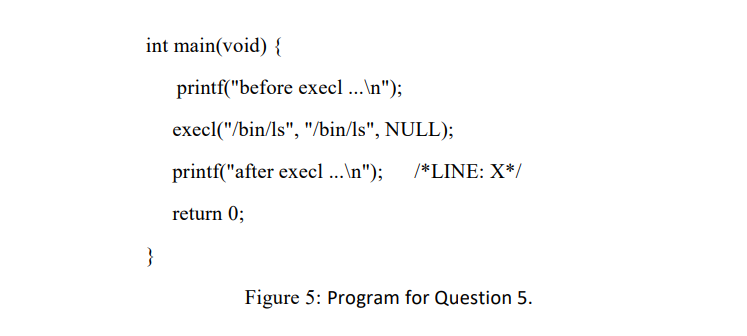 int main(void) {
printf("before execl ...\n");
execl("/bin/ls", "/bin/ls", NULL);
printf("after execl ...\n"); /*LINE: X*/
return 0;
}
Figure 5: Program for Question 5.